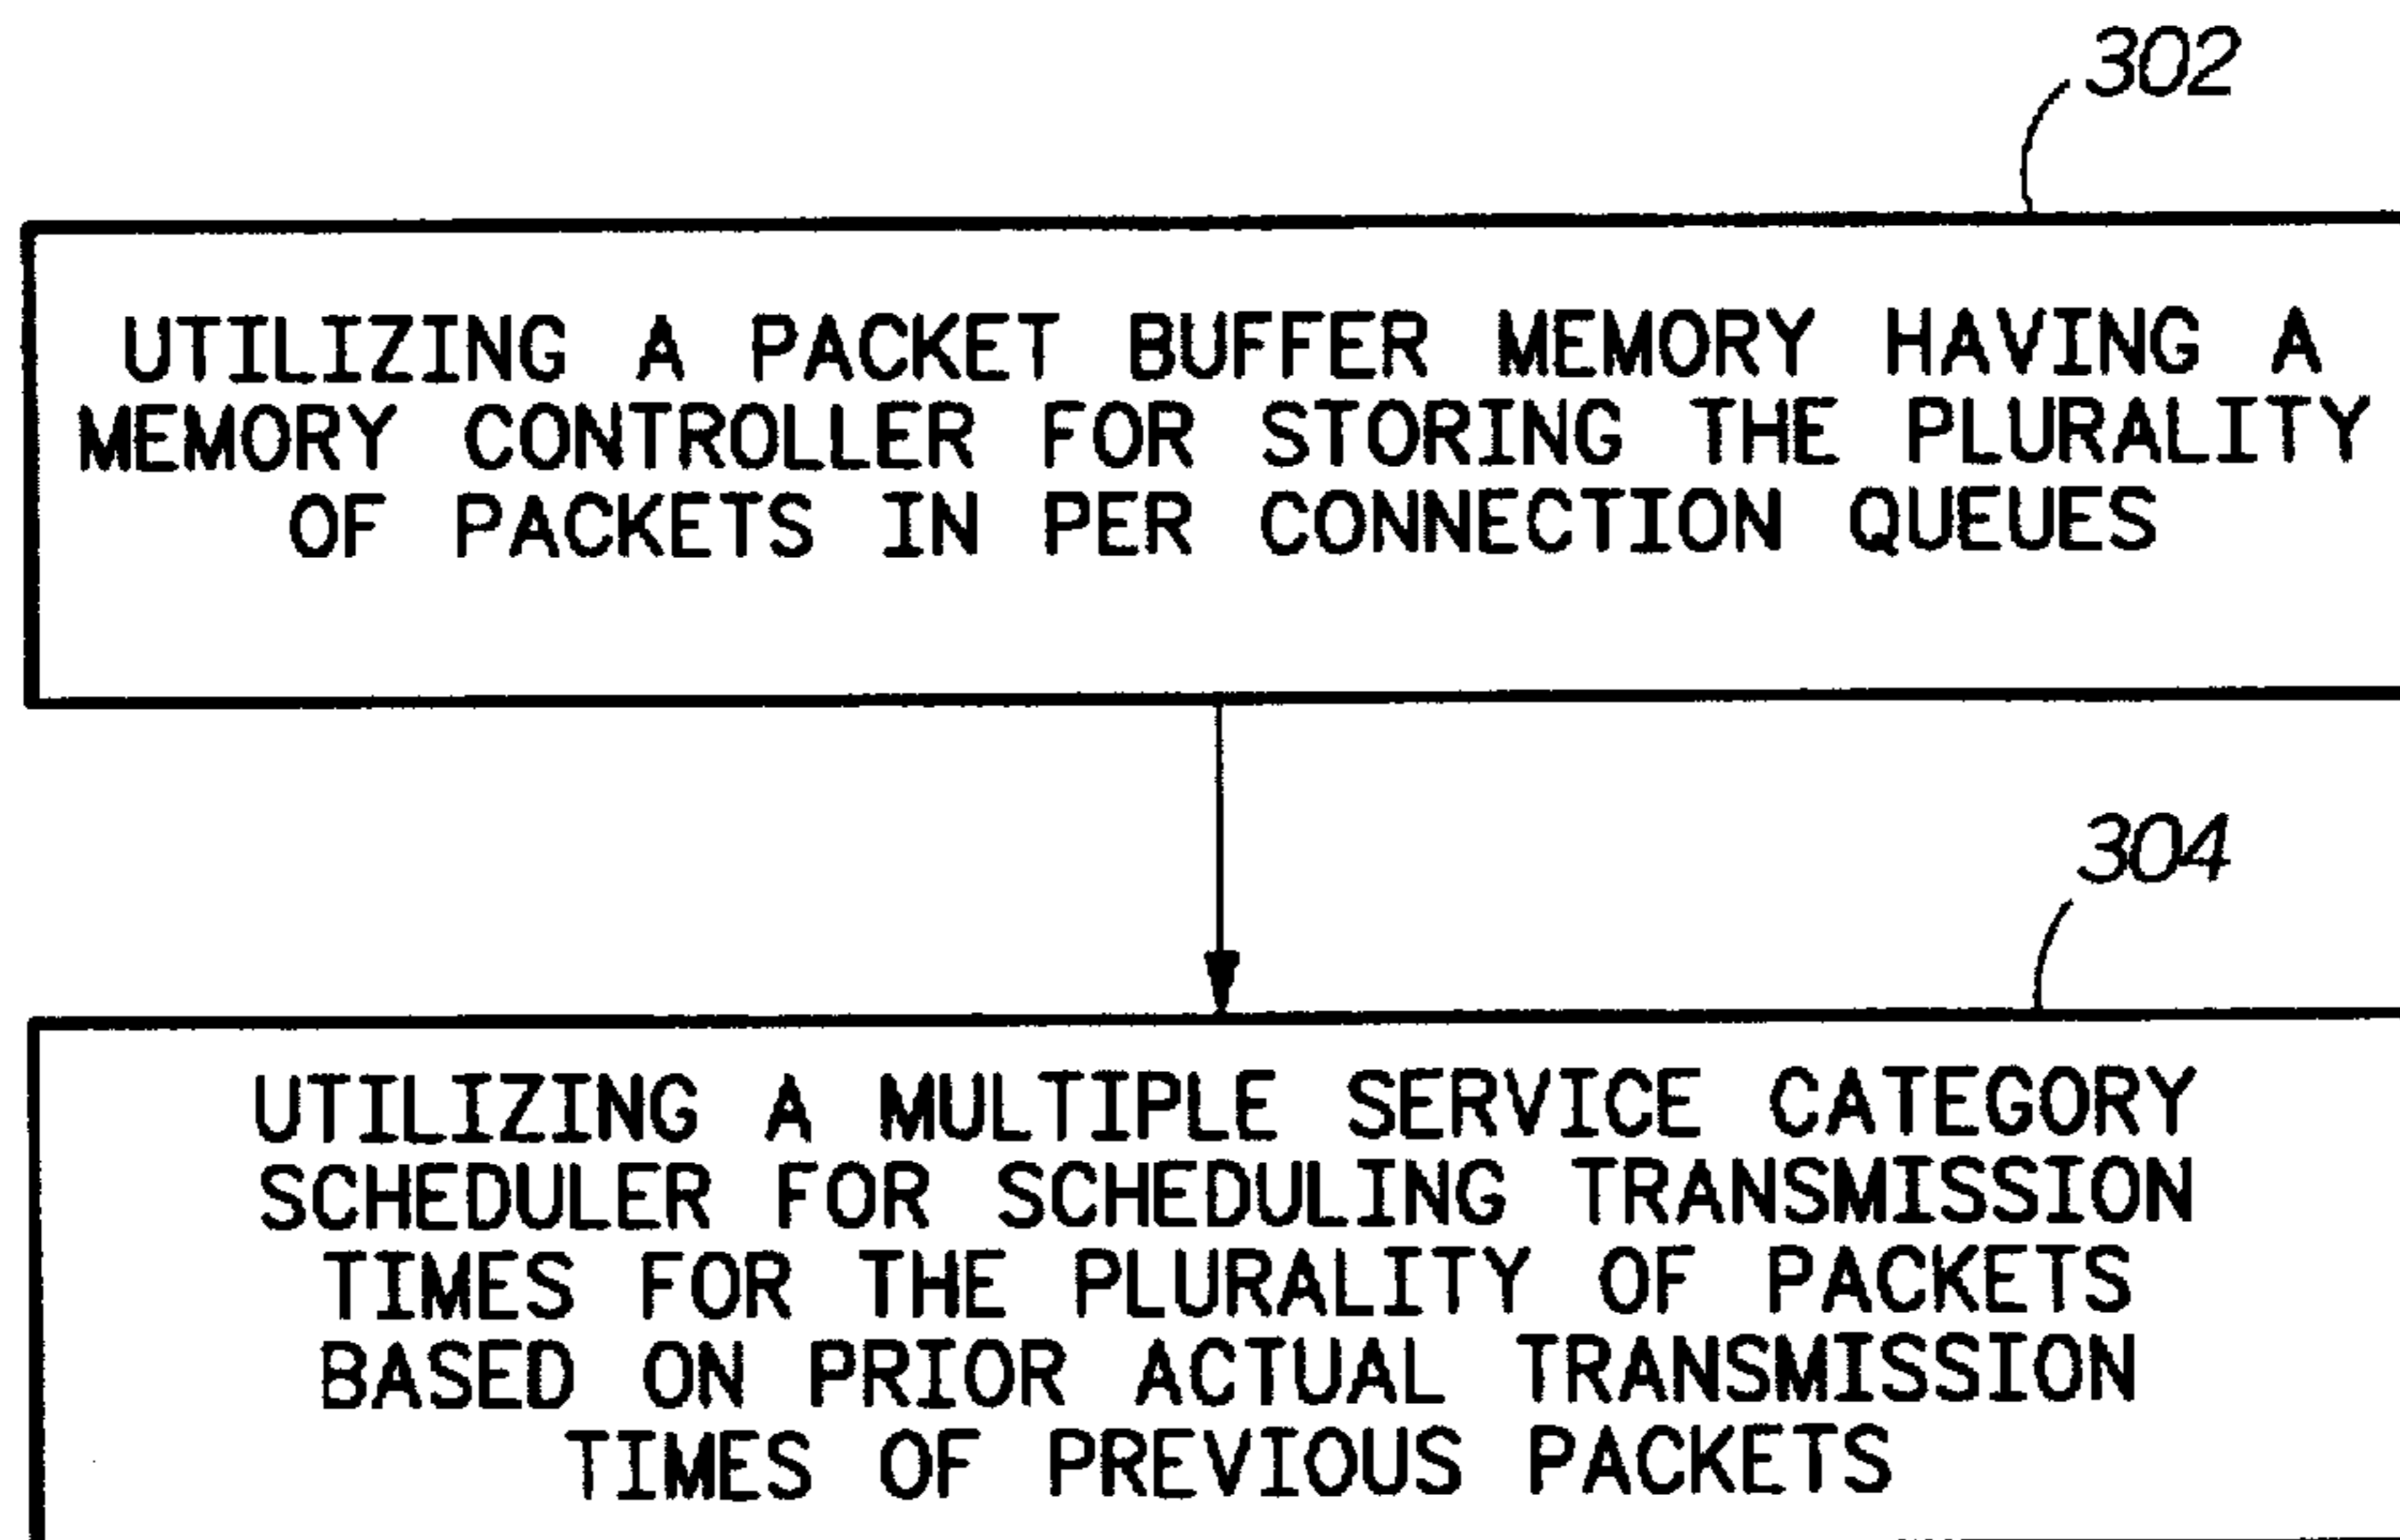 302
UTILIZING A PACKET BUFFER MEMORY HAVING A
MEMORY CONTROLLER FOR STORING THE PLURALITY
OF PACKETS IN PER CONNECTION QUEUES
304
UTILIZING A MULTIPLE SERVICE CATEGORY
SCHEDULER FOR SCHEDULING TRANSMISSION
TIMES FOR THE PLURALITY OF PACKETS
BASED ON PRIOR ACTUAL TRANSMISSION
TIMES OF PREVIOUS PACKETS